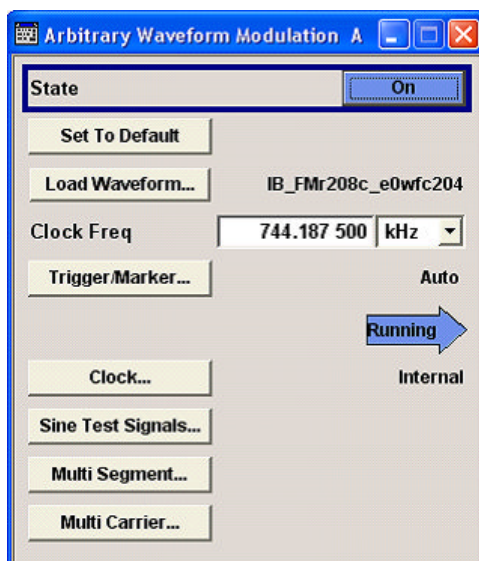 Arbitrary Waveform Modulation A
State On
Set To Default
Load Waveform... IB_FMr208c_e0wfc204
Clock Freq 744.187 500 kHz
Trigger/Marker... Auto
Running
Clock... Internal
Sine Test Signals...
Multi Segment...
Multi Carrier...